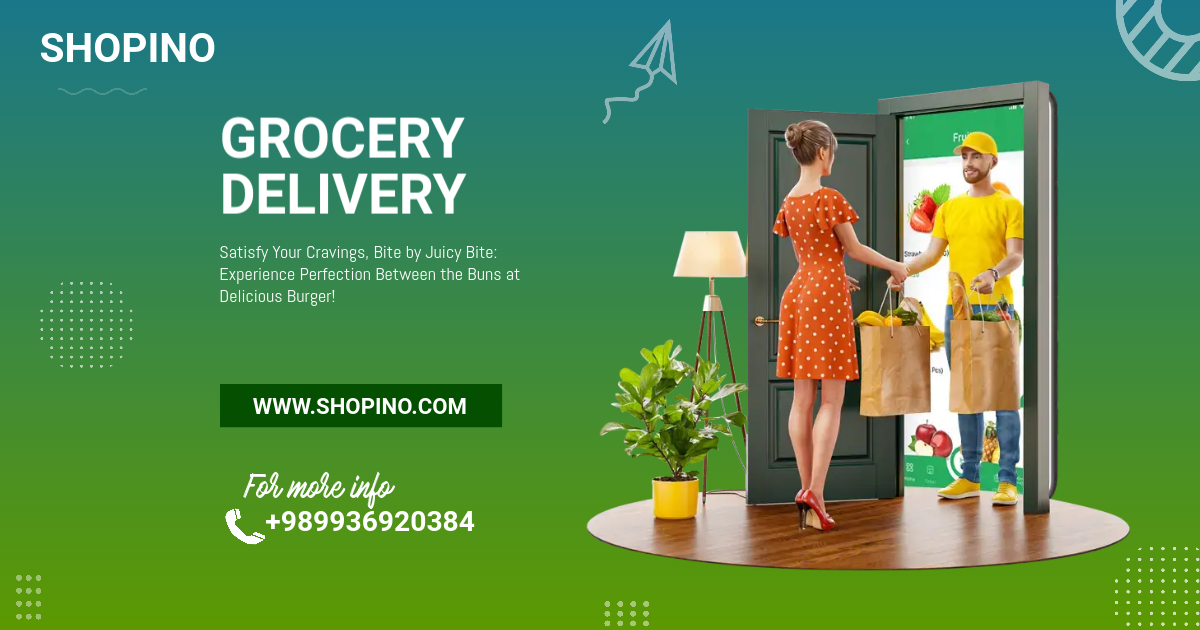 SHOPINO
GROCERY
DELIVERY
Satisfy Your Cravings, Bite by Juicy Bite:
Experience Perfection Between the Buns at
Delicious Burger!
WWW.SHOPINO.COM
For more info
+989936920384